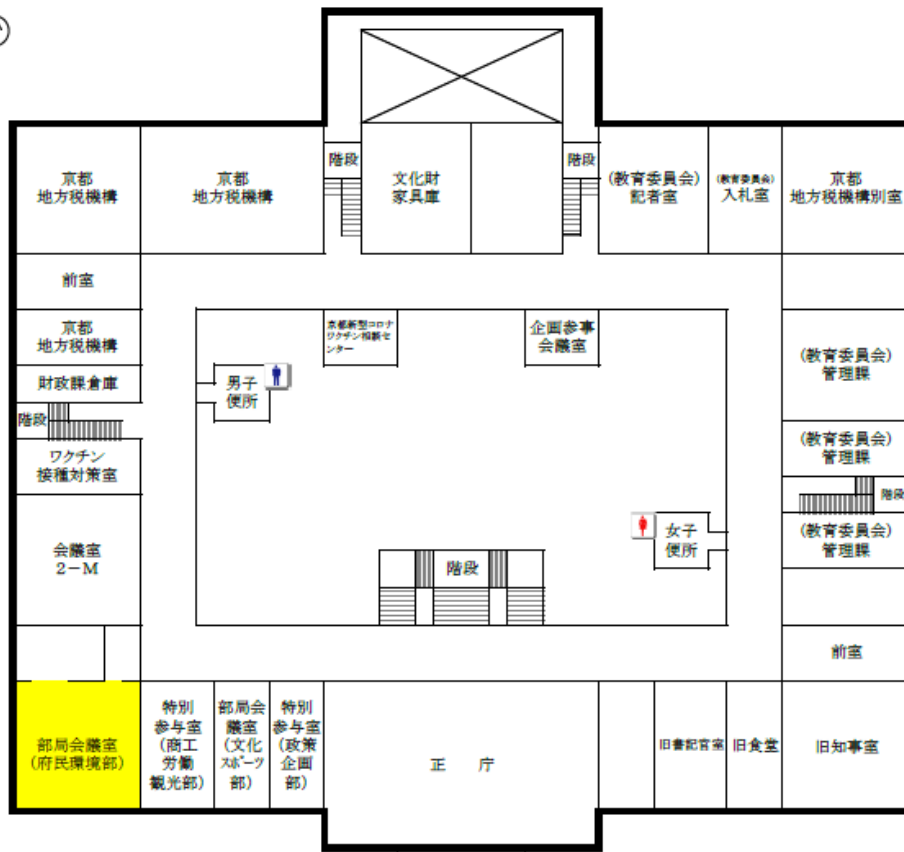 京都
地方税機構
京都
地方税機構
階段
文化財
家具庫
階段
(教育委員会)
記者室
(教育委員会)
入札室
京都
地方税機構別室
前室
京都
地方税機構
京都新型コロナ
ワクチン相談セ
ンター
企画参事
会議室
(教育委員会)
管理課
財政課倉庫
男子
便所
階段
ワクチン
接種対策室
(教育委員会)
管理課
階段
会議室
2-M
女子
便所
(教育委員会)
管理課
階段
前室
部局会議室
(府民環境部)
特別
参与室
(商工
労働
観光部)
部局会
議室
(文化
スポーツ
部)
特別
参与室
(政策
企画
部)
正 庁
旧書記官室
旧食堂
旧知事室